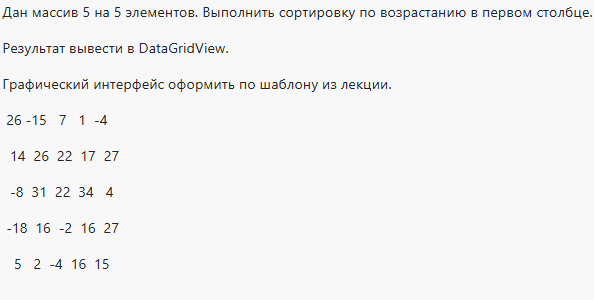 Дан массив 5 на 5 элементов. Выполнить сортировку по возрастанию в первом столбце.
Результат вывести в DataGridView.
Графический интерфейс оформить по шаблону из лекции.
26 -15 7 1 -4
14 26 22 17 27
-8 31 22 34 4
-18 16 -2 16 27
5 2 -4 16 15